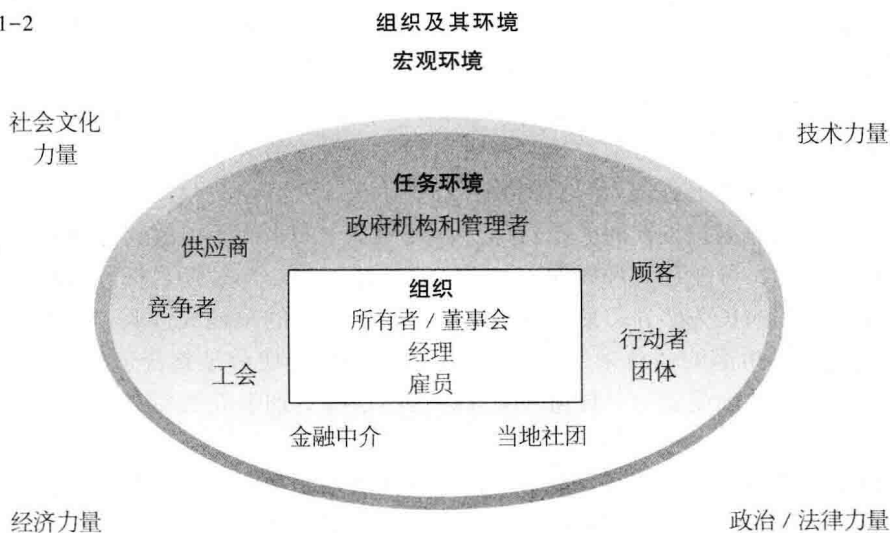 1-2
组织及其环境
宏观环境
社会文化
力量
技术力量
任务环境
政府机构和管理者
供应商
顾客
竞争者
组织
所有者 / 董事会
经理
雇员
行动者
团体
工会
金融中介
当地社团
经济力量
政治 / 法律力量